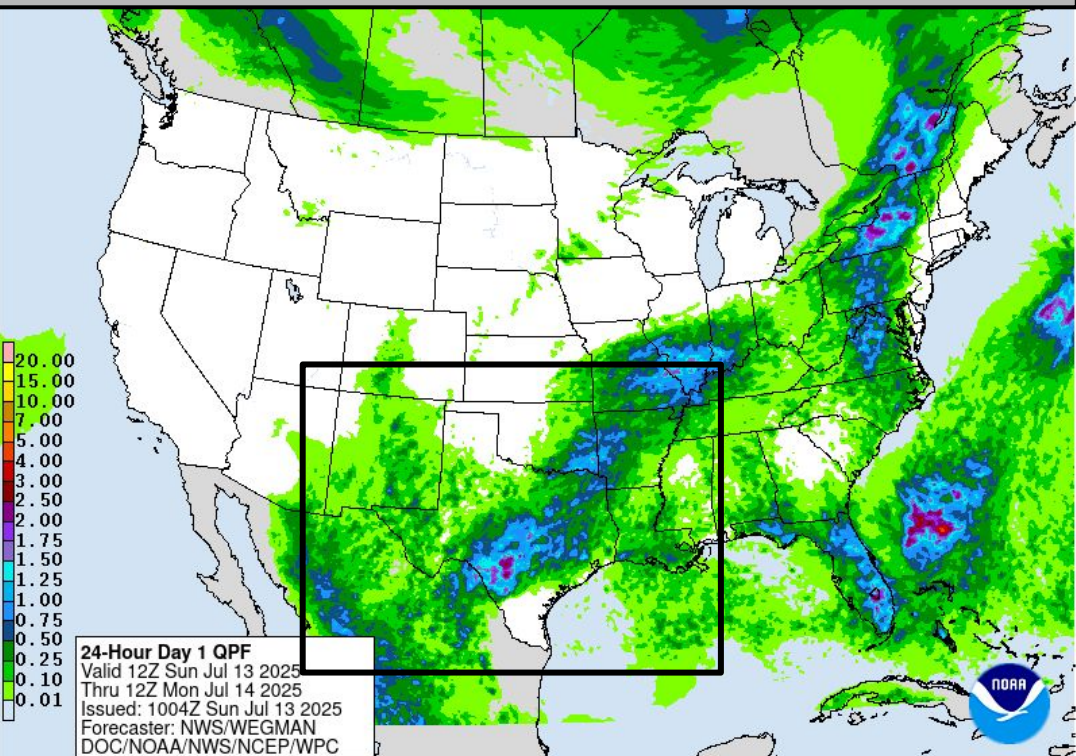 20.00
15.00
10.00
7.00
5.00
4.00
3.00
2.50
2.00
1.75
1.50
1.25
1.00
0.75
0.50
0.25
0.10
0.01
24-Hour Day 1 QPF
Valid 12Z Sun Jul 13 2025
Thru 12Z Mon Jul 14 2025
Issued: 1004Z Sun Jul 13 2025
Forecaster: NWS/WEGMAN
DOC/NOAA/NWS/NCEP/WPC
NOAA